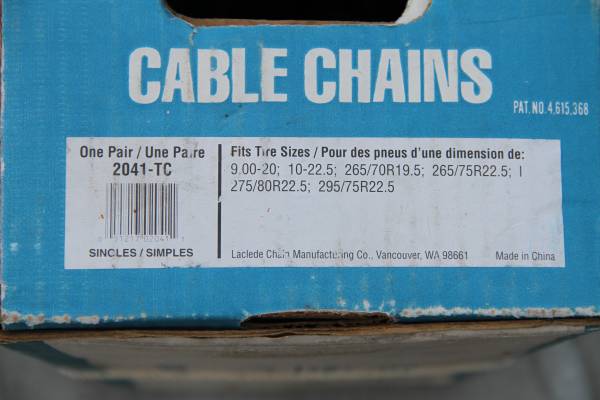 CABLE CHAINS
PAT. NO. 4,615,368
One Pair / Une Paire
2041-TC
SINGLES / SIMPLES
Fits Tire Sizes / Pour des pneus d'une dimension de:
9.00-20; 10-22.5; 265/70R19.5; 265/75R22.5; I
275/80R22.5; 295/75R22.5
Laclede Chain Manufacturing Co., Vancouver, WA 98661
Made in China